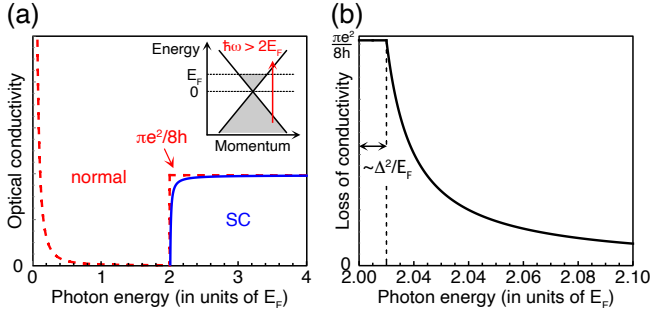 (a)
Optical conductivity
0
normal
πe²/8h
SC
Energy
E_F
0
ħω > 2E_F
Momentum
0 1 2 3 4
Photon energy (in units of E_F)
(b)
Loss of conductivity
πe²
8h
0
~Δ²/E_F
2.00 2.04 2.04 2.06 2.08 2.10
Photon energy (in units of E_F)